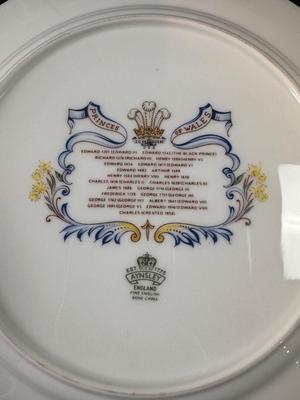 PRINCES OF WALES
EDWARD 1301 (EDWARD II) EDWARD 1343 (THE BLACK PRINCE)
RICHARD 1376 (RICHARD II) HENRY 1399 (HENRY V)
EDWARD 1454 EDWARD 1471 (EDWARD V)
EDWARD 1483 ARTHUR 1489
HENRY 1504 (HENRY VIII) HENRY 1610
CHARLES 1616 (CHARLES I) CHARLES 1638 (CHARLES II)
JAMES 1688 GEORGE 1714 (GEORGE II)
FREDERICK 1729 GEORGE 1751 (GEORGE III)
GEORGE 1762 (GEORGE IV) ALBERT 1841 (EDWARD VII)
GEORGE 1901 (GEORGE V) EDWARD 1910 (EDWARD VIII)
CHARLES (CREATED 1958)
EST. 1775
AYNSLEY
ENGLAND
FINE ENGLISH
BONE CHINA